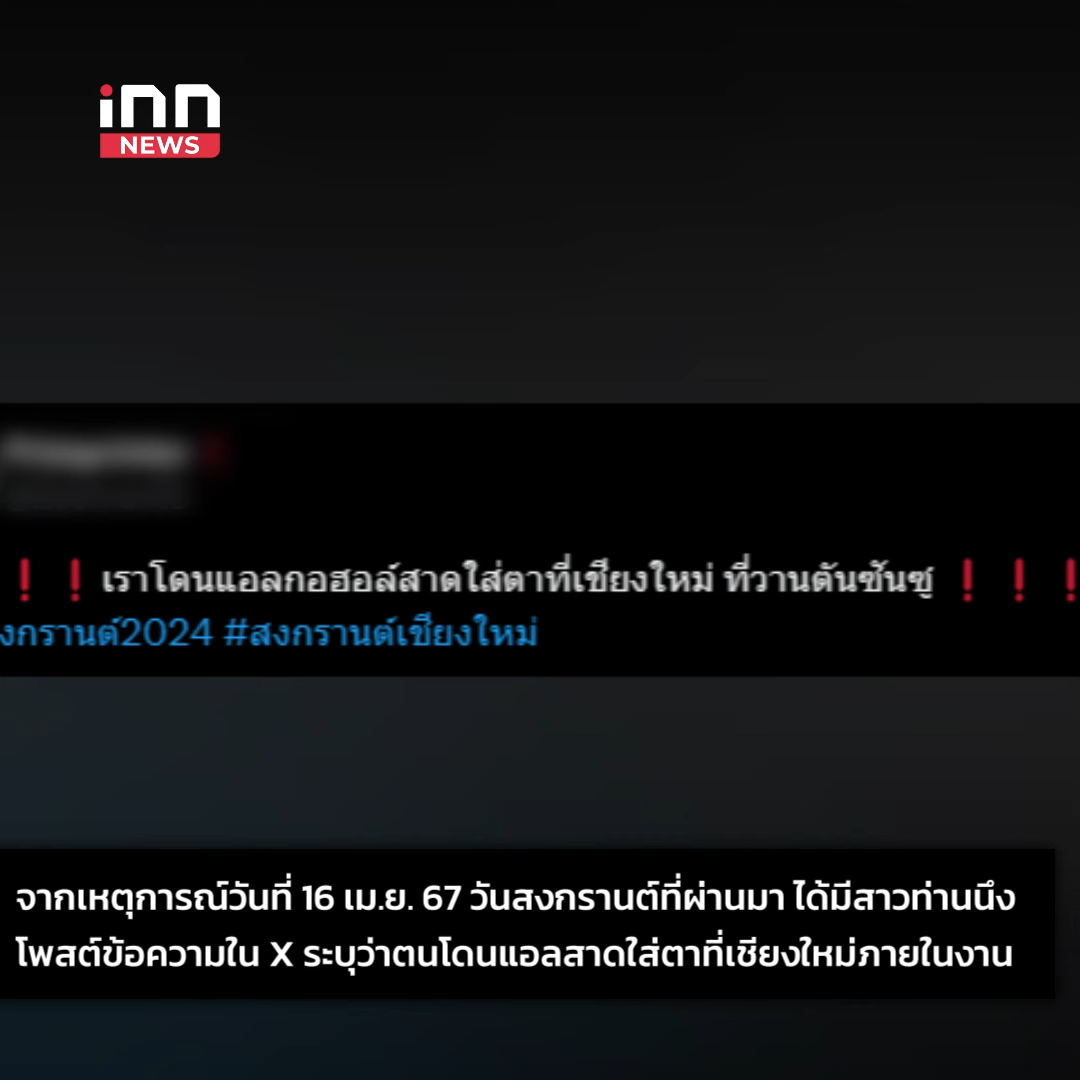 inn
NEWS
❗❗เราโดนแอลกอฮอล์สาดใส่ตาที่เชียงใหม่ ที่วานตันซันซู ❗❗❗
งกรานต์2024 #สงกรานต์เชียงใหม่
จากเหตุการณ์วันที่ 16 เม.ย. 67 วันสงกรานต์ที่ผ่านมา ได้มีสาวท่านนึง
โพสต์ข้อความใน X ระบุว่าตนโดนแอลสาดใส่ตาที่เชียงใหม่ภายในงาน